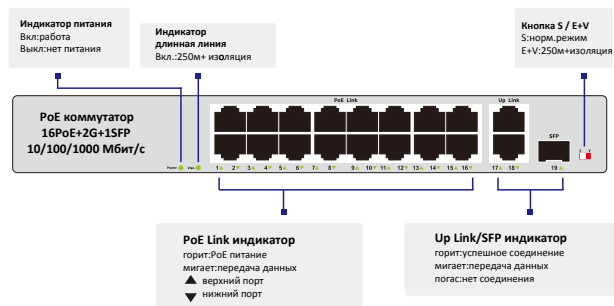 Индикатор питания
Вкл:работа
Выкл:нет питания
Индикатор
длинная линия
Вкл.:250м+ изоляция
Кнопка S / E+V
S:норм.режим
E+V:250м+изоляция
PoE коммутатор
16PoE+2G+1SFP
10/100/1000 Мбит/с
PoE Link
Up Link
SFP
Power
1 2 3 4 5 6 7 8 9 10 11 12 13 14 15 16 17 18 19
PoE Link индикатор
горит:PoE питание
мигает:передача данных
верхний порт
нижний порт
Up Link/SFP индикатор
горит:успешное соединение
мигает:передача данных
погас:нет соединения